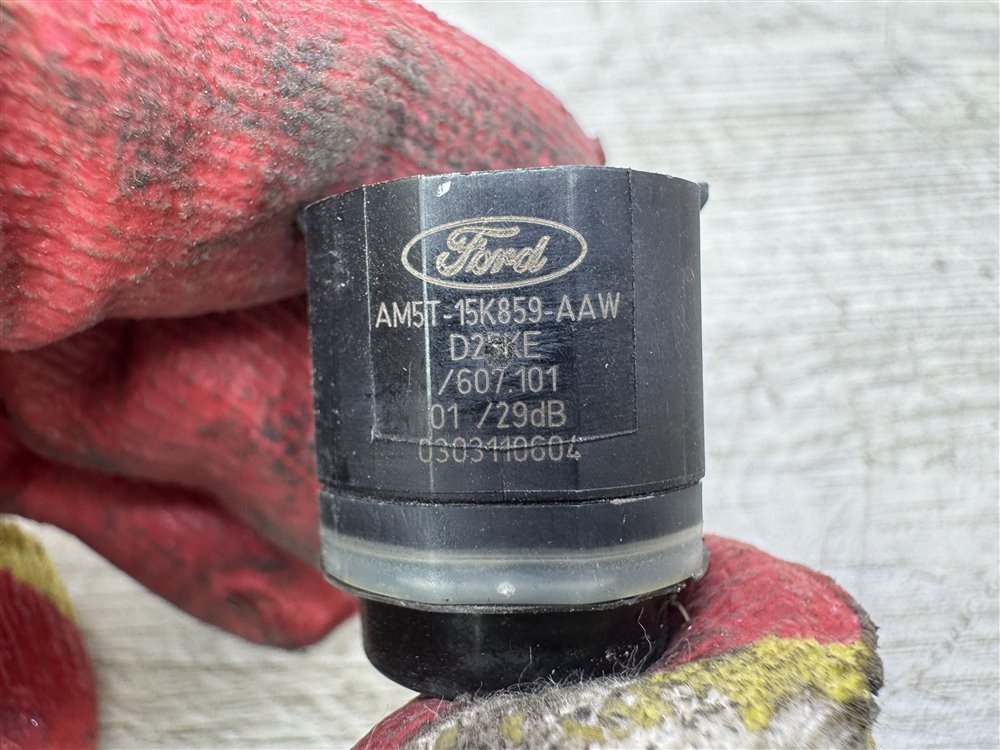 Ford
AM5T-15K859-AAW
/607.101
01 /29dB
0303110604